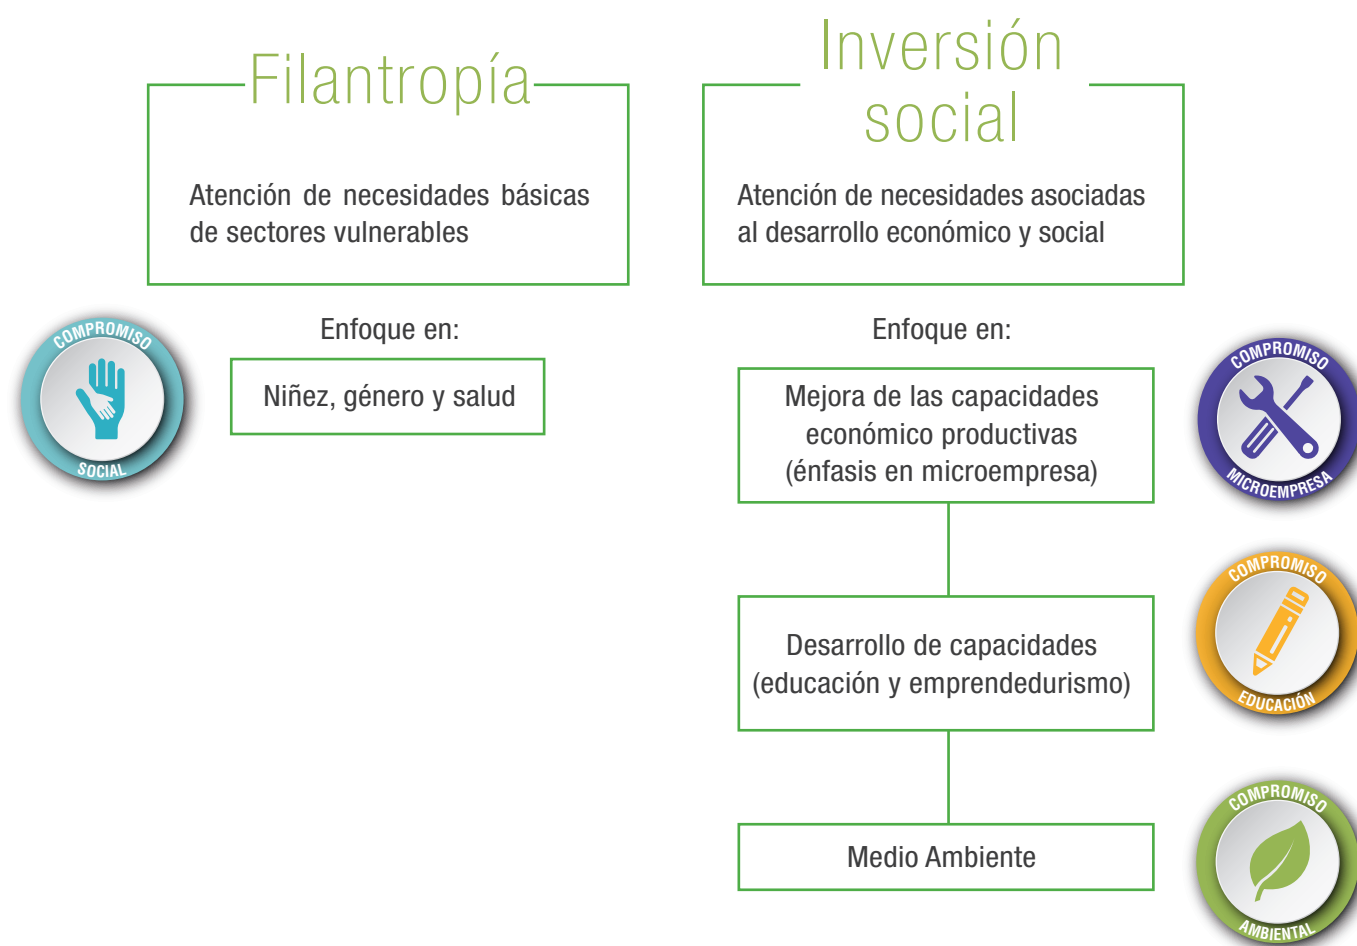 Filantropía
Atención de necesidades básicas
de sectores vulnerables
Enfoque en:
COMPROMISO
SOCIAL
Niñez, género y salud
Inversión
social
Atención de necesidades asociadas
al desarrollo económico y social
Enfoque en:
Mejora de las capacidades
económico productivas
(énfasis en microempresa)
COMPROMISO
MICROEMPRESA
Desarrollo de capacidades
(educación y emprendedurismo)
COMPROMISO
EDUCACIÓN
Medio Ambiente
COMPROMISO
AMBIENTAL